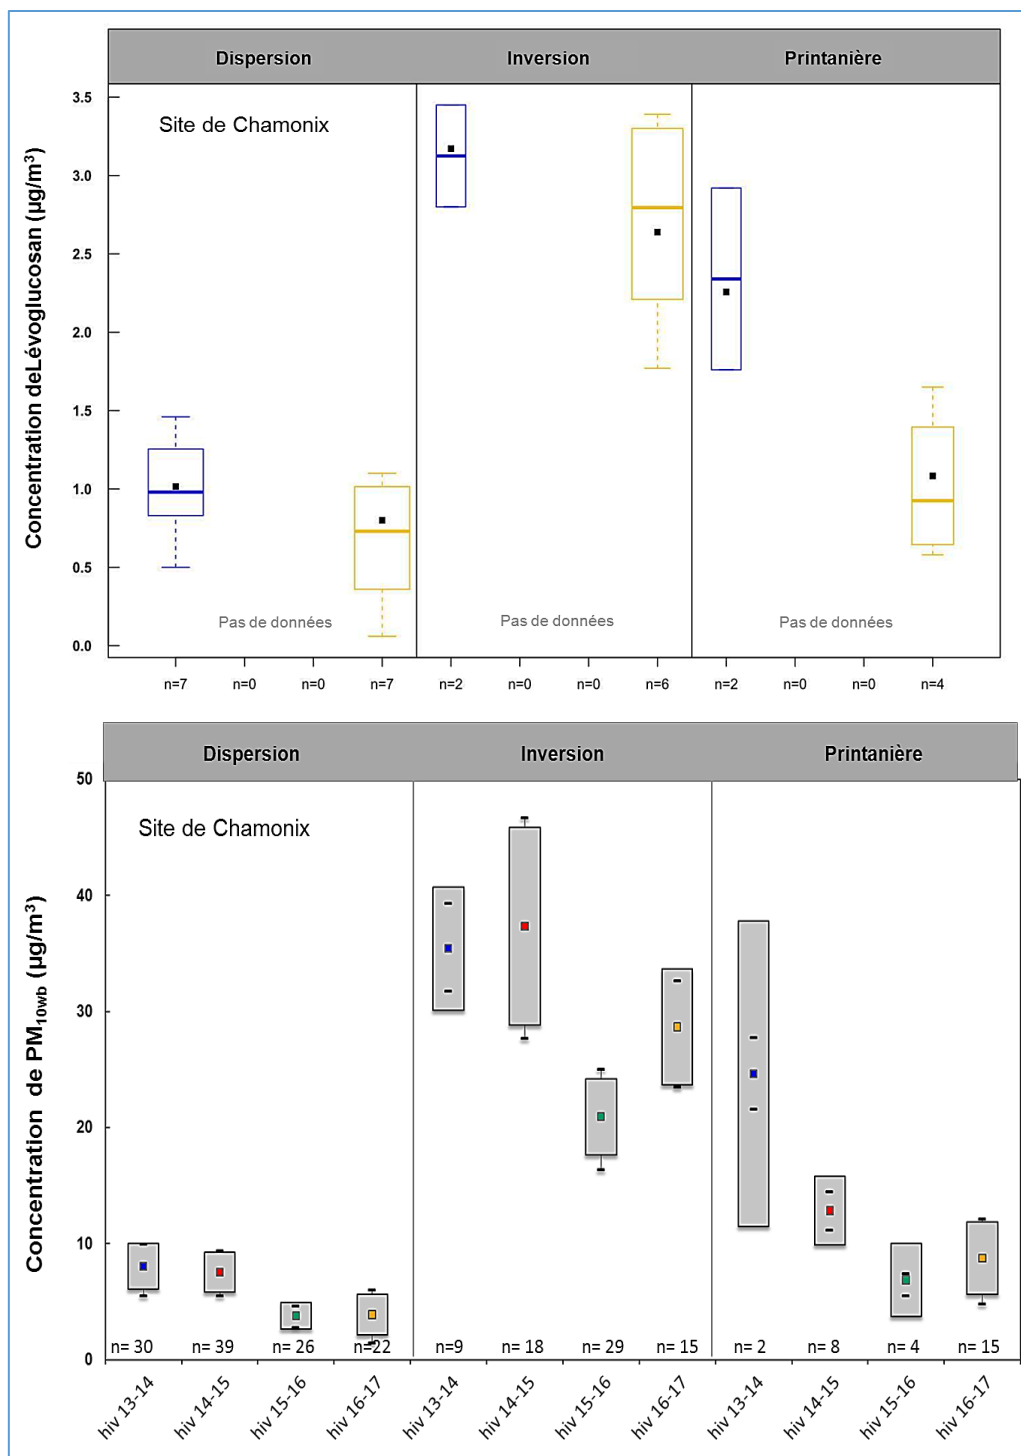 Dispersion Inversion Printanière
Site de Chamonix
Concentration deLévoglucosan (µg/m³)
3.5
3.0
2.5
2.0
1.5
1.0
0.5
0.0
Pas de données Pas de données Pas de données
n=7 n=0 n=0 n=7 n=2 n=0 n=0 n=6 n=2 n=0 n=0 n=4
Dispersion Inversion Printanière
Site de Chamonix
Concentration de PM10wb (µg/m³)
50
40
30
20
10
0
n= 30 n= 39 n= 26 n=22 n=9 n= 18 n= 29 n= 15 n= 2 n= 8 n= 4 n= 15
hiv 13-14 hiv 14-15 hiv 15-16 hiv 16-17 hiv 13-14 hiv 14-15 hiv 15-16 hiv 16-17 hiv 13-14 hiv 14-15 hiv 15-16 hiv 16-17